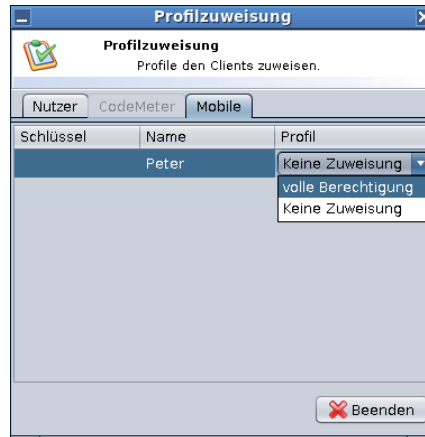 Profilzuweisung
Profilzuweisung
Profile den Clients zuweisen.
Nutzer CodeMeter Mobile
Schlüssel Name Profil
Peter Keine Zuweisung
volle Berechtigung
Keine Zuweisung
Beenden